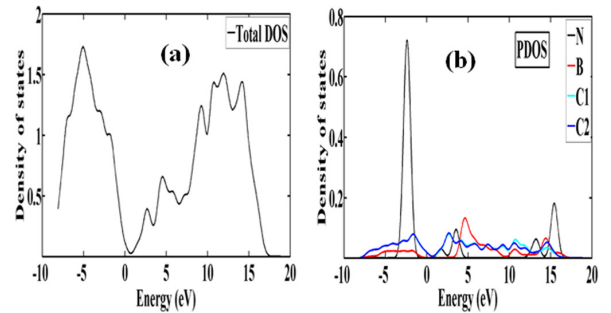 2
1.5
1
0.5
-10
-5
0
5
10
15
20
Density of states
Energy (eV)
(a)
Total DOS
0.8
0.6
0.4
0.2
-10
-5
0
5
10
15
20
Density of states
Energy (eV)
(b)
PDOS
N
B
C1
C2